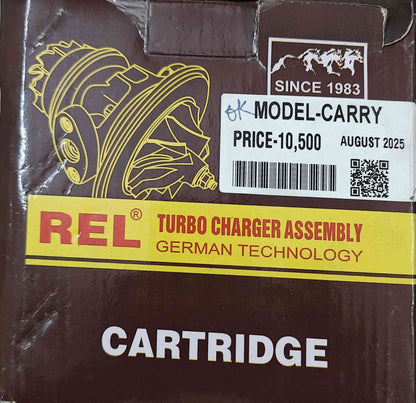 SINCE 1983
OK MODEL-CARRY
PRICE-10,500 AUGUST 2025
REL® TURBO CHARGER ASSEMBLY
GERMAN TECHNOLOGY
CARTRIDGE